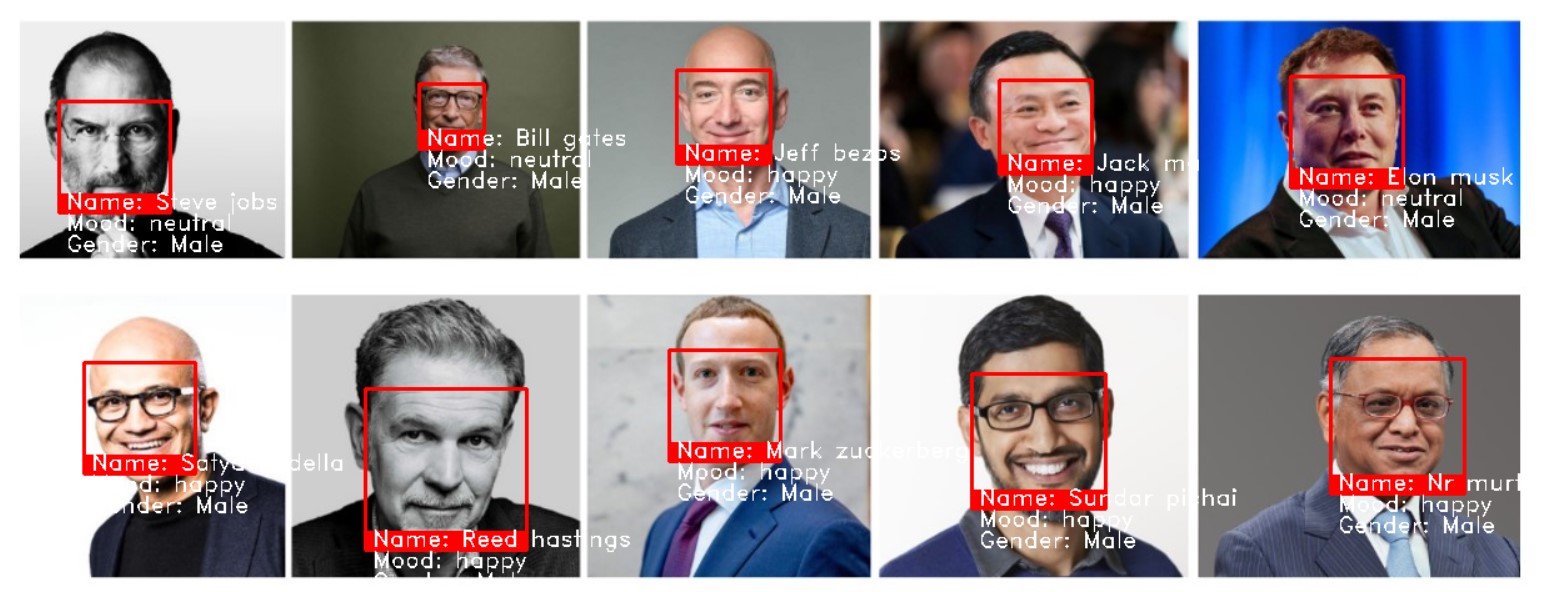 Name: Steve jobs
Mood: neutral
Gender: Male
Name: Bill gates
Mood: neutral
Gender: Male
Name: Jeff bezos
Mood: happy
Gender: Male
Name: Jack ma
Mood: happy
Gender: Male
Name: Elon musk
Mood: neutral
Gender: Male
Name:
happy
Male
Name: Reed hastings
Mood: happy
Name: Mark zuckerberg
Mood: happy
Gender: Male
Name: Sundar pichai
Mood: happy
Gender: Male
Name: Nr murt
Mood: happy
Gender: Male